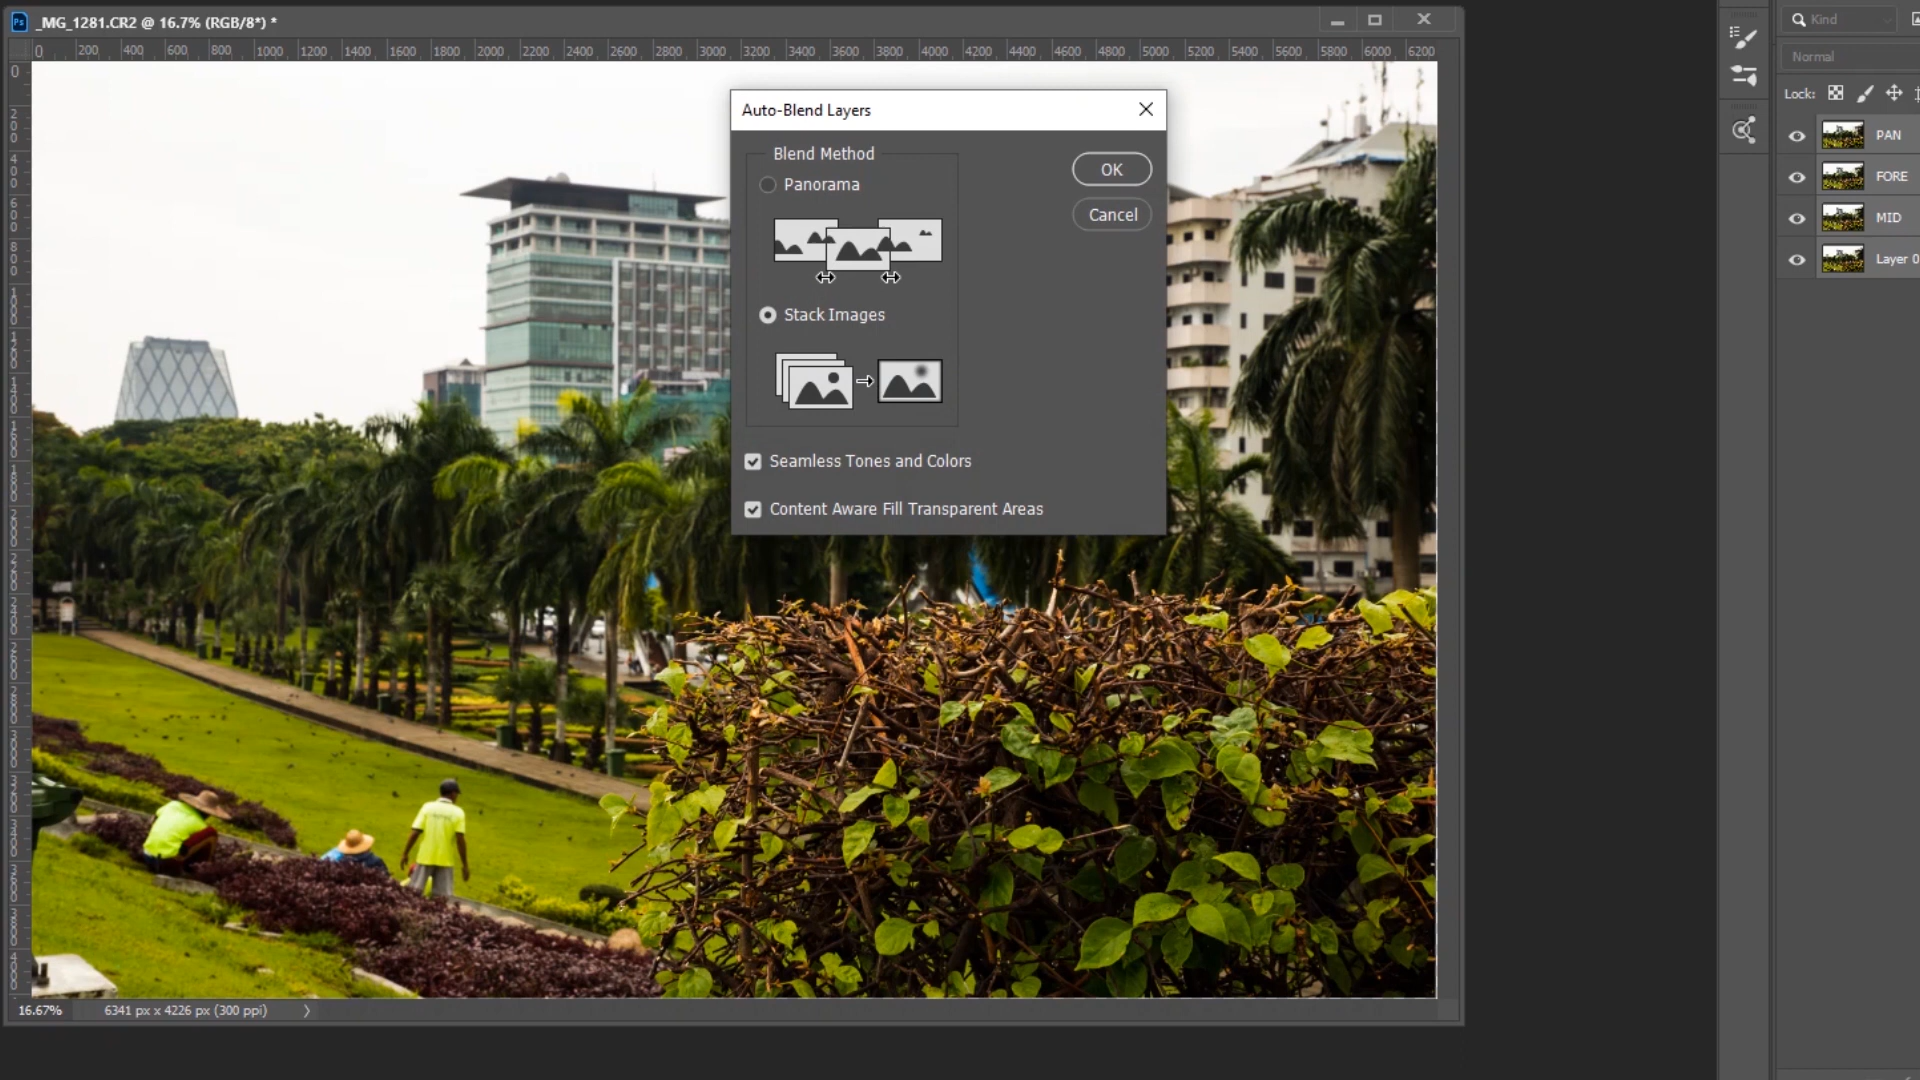 Ps _MG_1281.CR2 @ 16.7% (RGB/8*) *
0 200 400 600 800 1000 1200 1400 1600 1800 2000 2200 2400 2600 2800 3000 3200 3400 3600 3800 4000 4200 4400 4600 4800 5000 5200 5400 5600 5800 6000 6200
Auto-Blend Layers
Blend Method
Panorama
Stack Images
Seamless Tones and Colors
Content Aware Fill Transparent Areas
OK
Cancel
16.67% 6341 px x 4226 px (300 ppi)
Kind
Normal
Lock:
PAN
FORE
MID
Layer 0